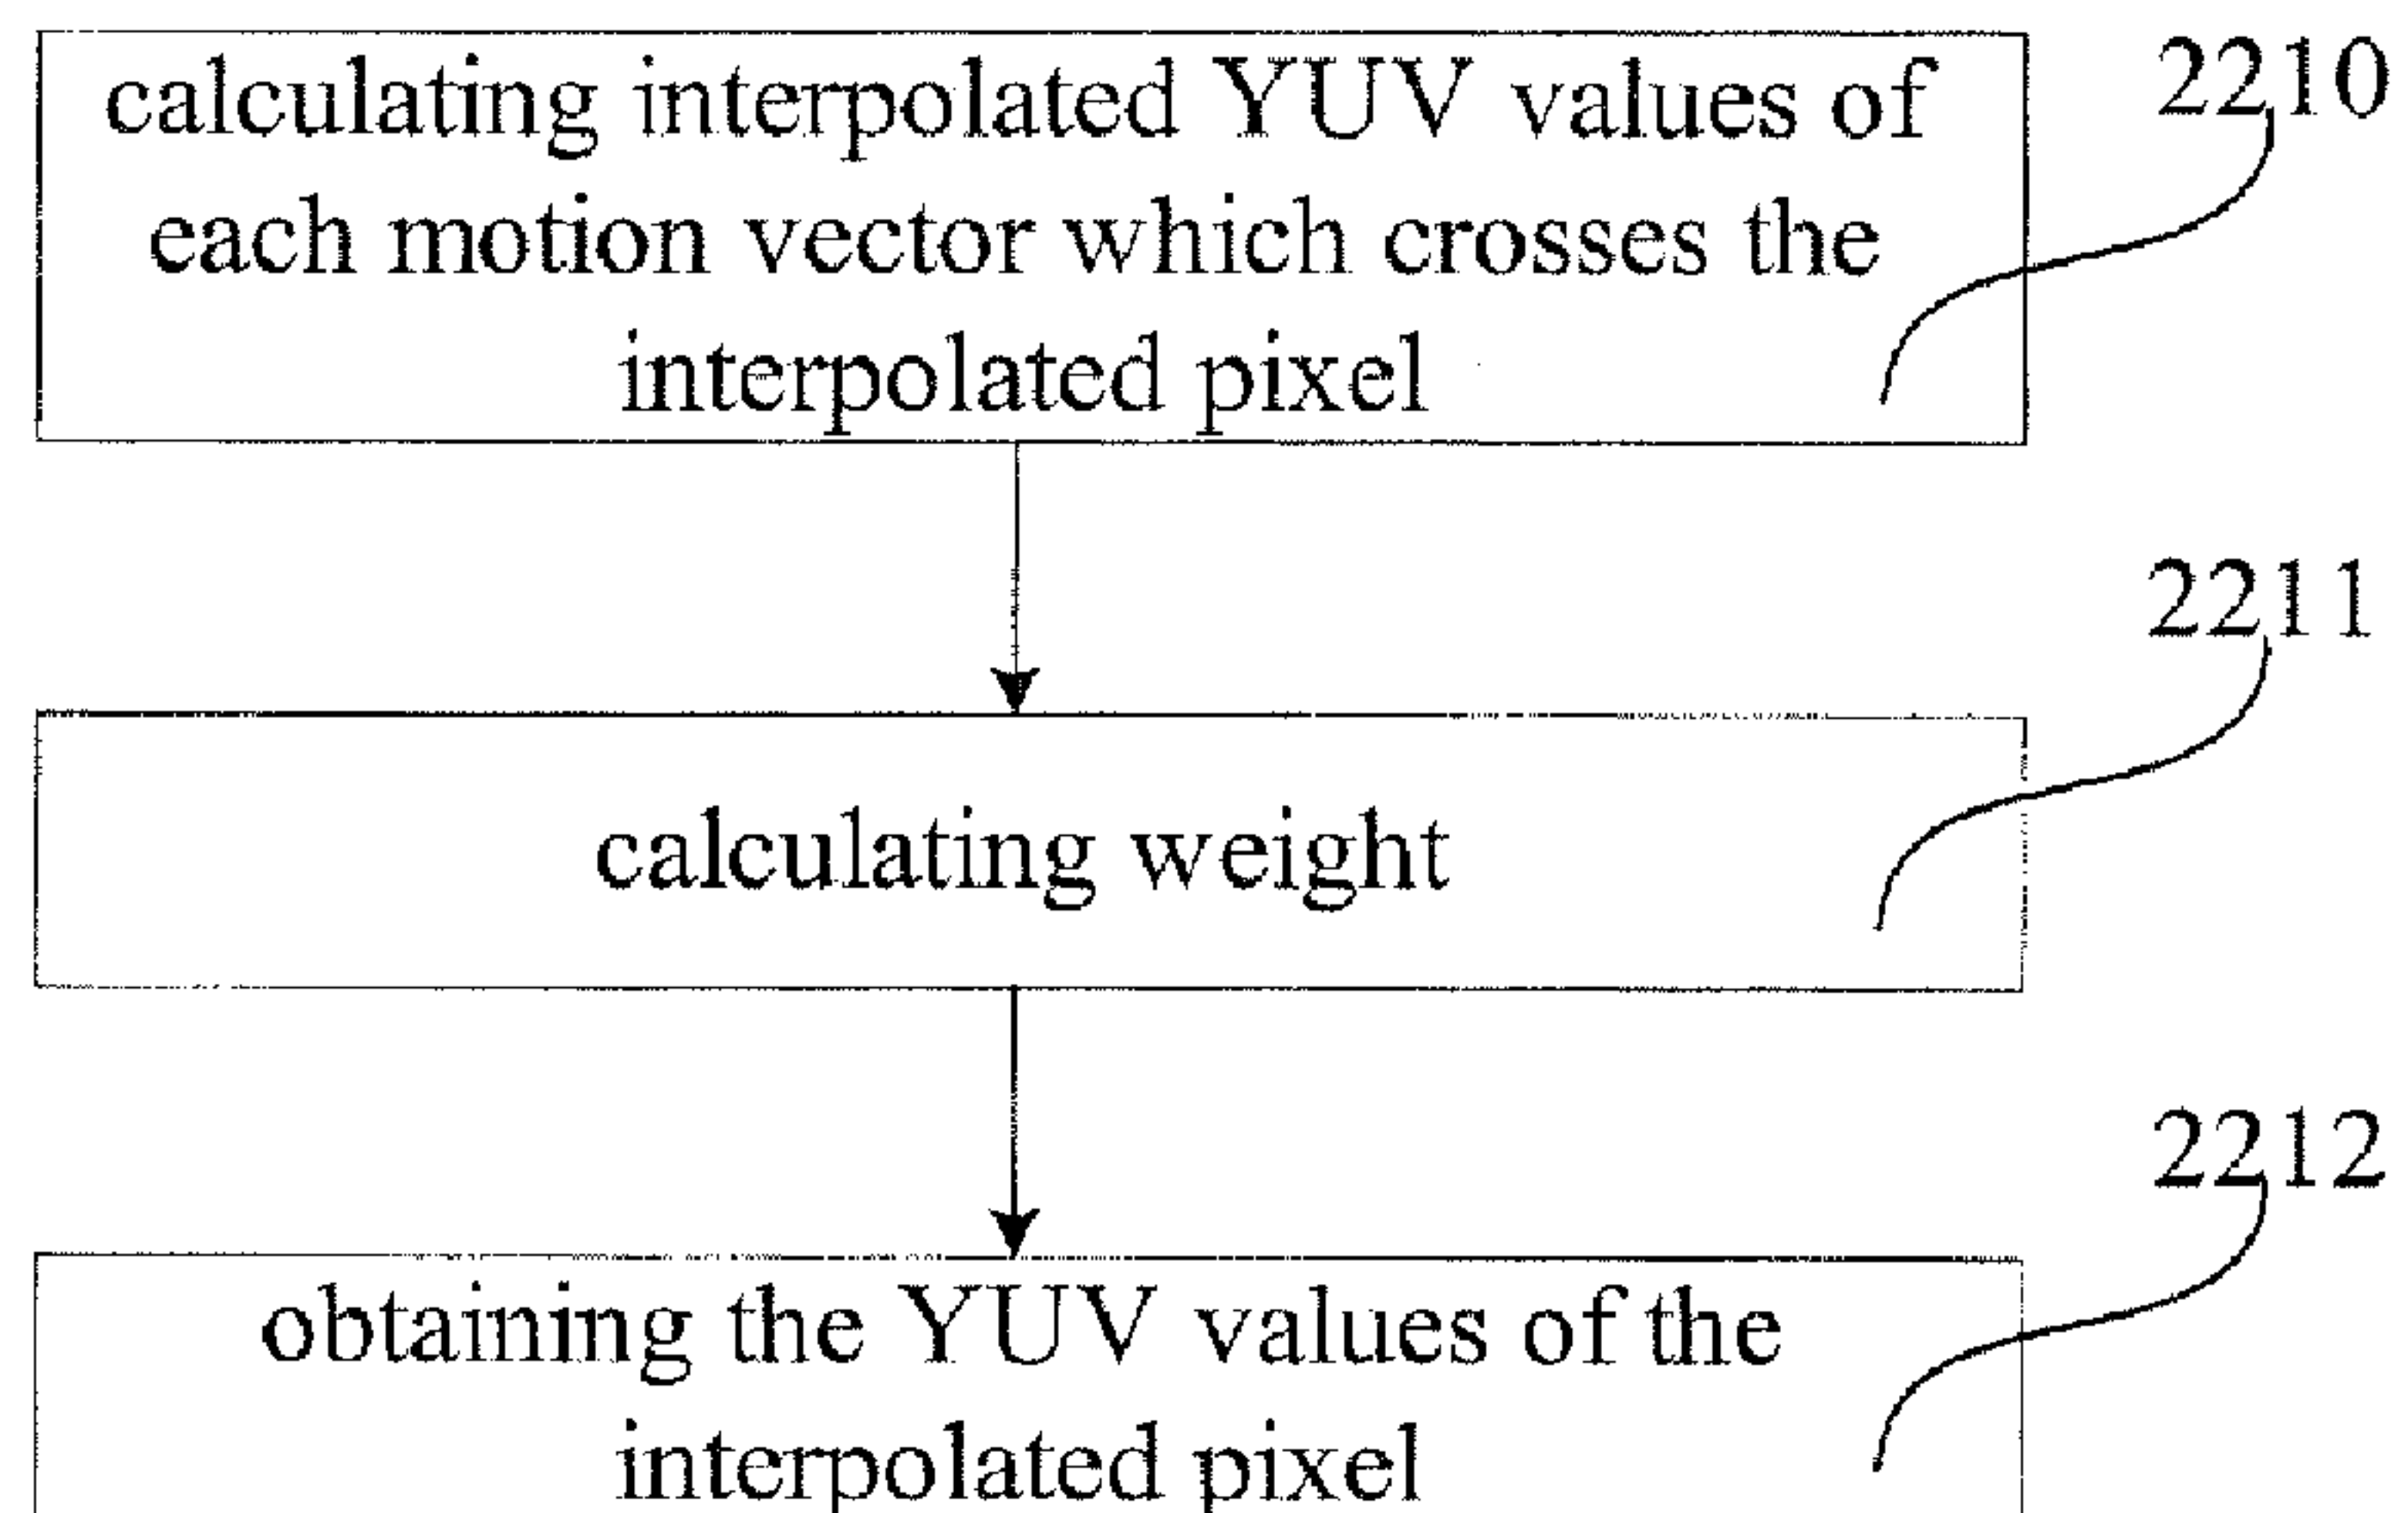 calculating interpolated YUV values of
each motion vector which crosses the
interpolated pixel
2210
2211
calculating weight
2212
obtaining the YUV values of the
interpolated pixel